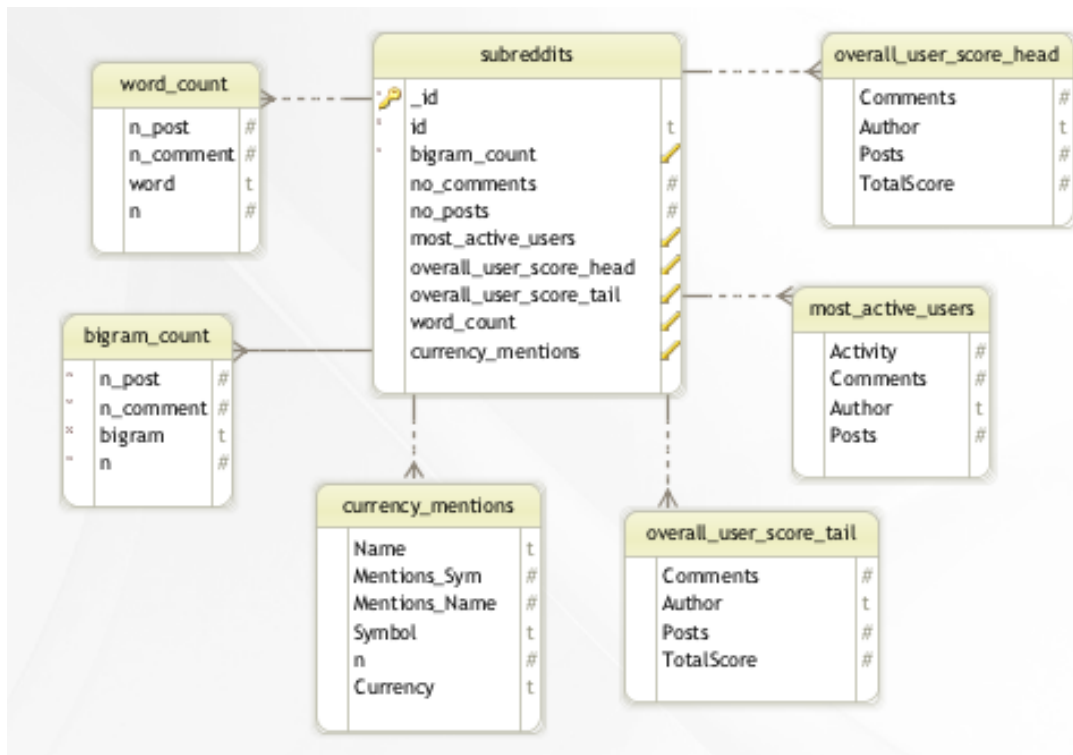 subreddits
_id
id t
bigram_count
no_comments #
no_posts #
most_active_users
overall_user_score_head
overall_user_score_tail
word_count
currency_mentions
word_count
n_post #
n_comment #
word t
n #
overall_user_score_head
Comments #
Author t
Posts #
TotalScore #
bigram_count
n_post #
n_comment #
bigram t
n #
most_active_users
Activity #
Comments #
Author t
Posts #
currency_mentions
Name t
Mentions_Sym #
Mentions_Name #
Symbol t
n #
Currency t
overall_user_score_tail
Comments #
Author t
Posts #
TotalScore #